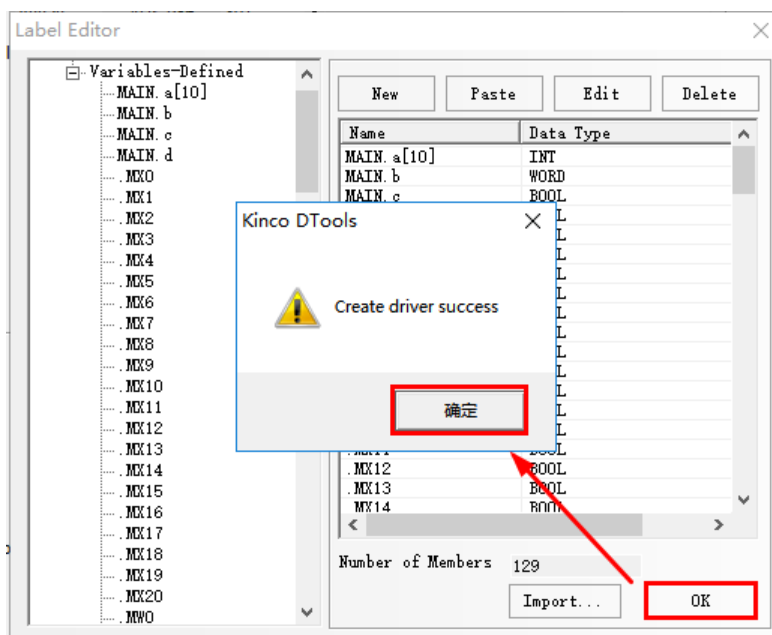 Label Editor
Variables-Defined
MAIN.a[10]
MAIN.b
MAIN.c
MAIN.d
.MX0
.MX1
.MX2
.MX3
.MX4
.MX5
.MX6
.MX7
.MX8
.MX9
.MX10
.MX11
.MX12
.MX13
.MX14
.MX15
.MX16
.MX17
.MX18
.MX19
.MX20
.MW0
New Paste Edit Delete
Name Data Type
MAIN.a[10] INT
MAIN.b WORD
MAIN.c BOOL
Kinco DTools
Create driver success
确定
.MX12 BOOL
.MX13 BOOL
.MX14 BOOL
Number of Members 129
Import... OK